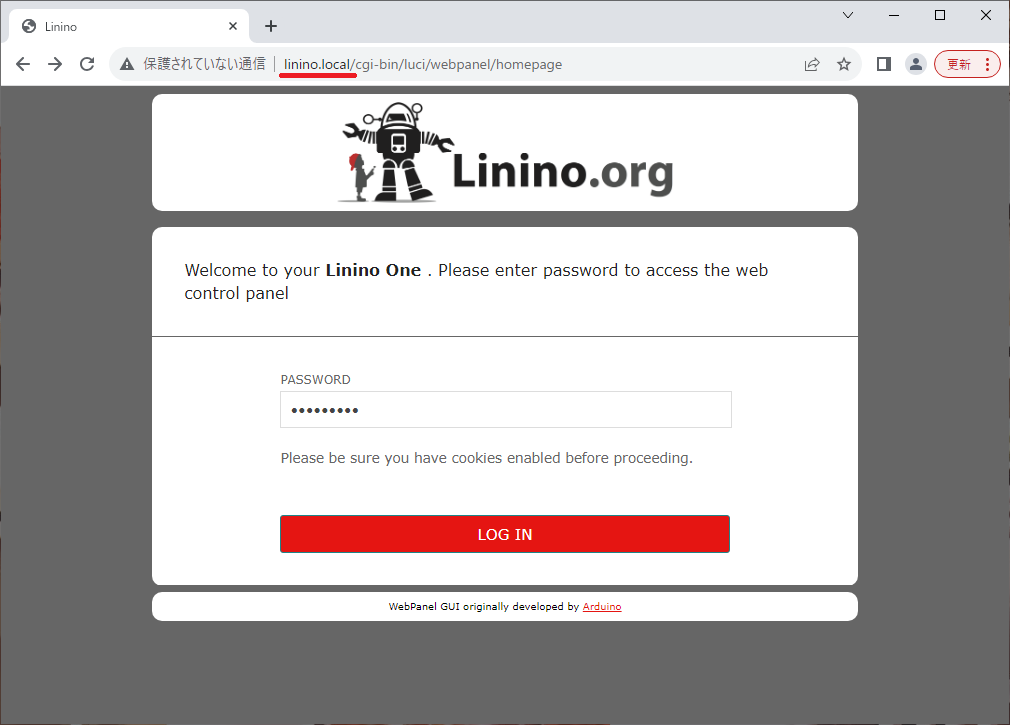 Linino
保護されていない通信 linino.local/cgi-bin/luci/webpanel/homepage 更新
Linino.org
Welcome to your Linino One . Please enter password to access the web
control panel
PASSWORD
•••••••••
Please be sure you have cookies enabled before proceeding.
LOG IN
WebPanel GUI originally developed by Arduino